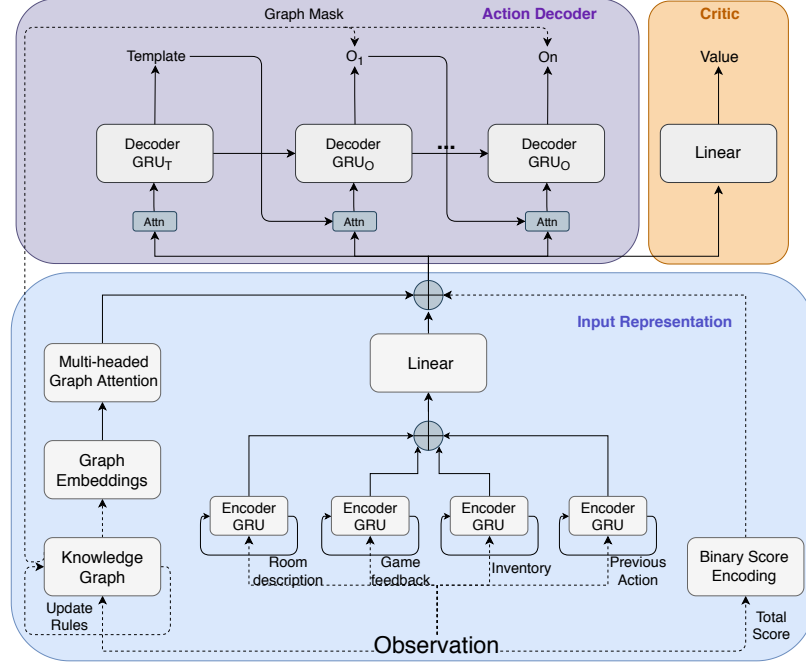 Graph Mask
Action Decoder
Critic
Template
O1
On
Value
Decoder
GRUT
Decoder
GRUO
...
Decoder
GRUO
Linear
Attn
Attn
Attn
Input Representation
Multi-headed
Graph Attention
Linear
Graph
Embeddings
Encoder
GRU
Encoder
GRU
Encoder
GRU
Encoder
GRU
Knowledge
Graph
Room
description
Game
feedback
Inventory
Previous
Action
Binary Score
Encoding
Update
Rules
Total
Score
Observation